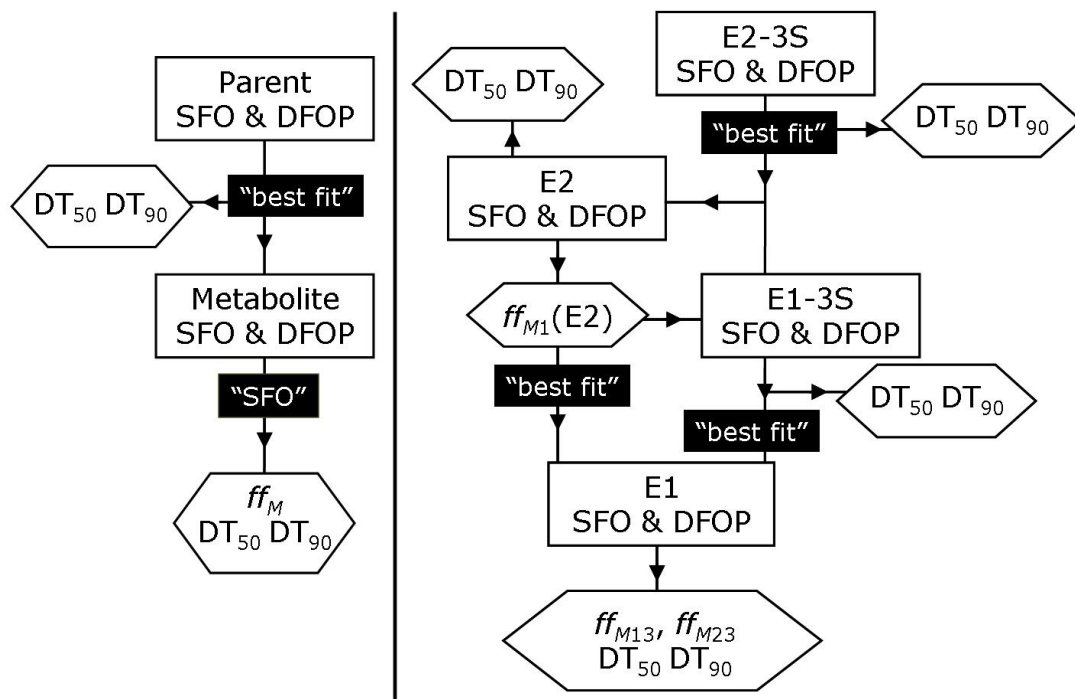 Parent
SFO & DFOP
“best fit”
DT50 DT90
Metabolite
SFO & DFOP
“SFO”
ffM
DT50 DT90
E2-3S
SFO & DFOP
“best fit”
DT50 DT90
DT50 DT90
E2
SFO & DFOP
ffM1(E2)
“best fit”
E1-3S
SFO & DFOP
DT50 DT90
“best fit”
E1
SFO & DFOP
ffM13, ffM23
DT50 DT90